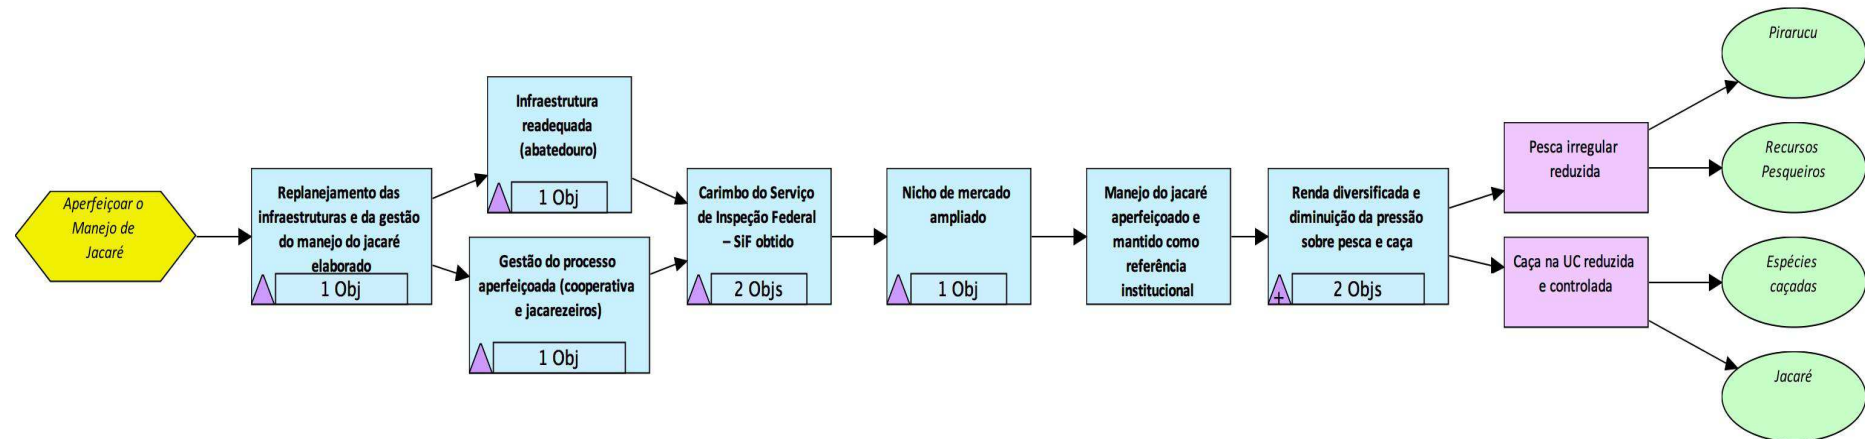 Aperfeiçoar o
Manejo de
Jacaré
Replanejamento das
infraestruturas e da gestão
do manejo do jacaré
elaborado
1 Obj
Infraestrutura
readequada
(abatedouro)
1 Obj
Gestão do processo
aperfeiçoada (cooperativa
e jacarezeiros)
1 Obj
Carimbo do Serviço
de Inspeção Federal
– SiF obtido
2 Objs
Nicho de mercado
ampliado
1 Obj
Manejo do jacaré
aperfeiçoado e
mantido como
referência
institucional
Renda diversificada e
diminuição da pressão
sobre pesca e caça
+
2 Objs
Pesca irregular
reduzida
Caça na UC reduzida
e controlada
Pirarucu
Recursos
Pesqueiros
Espécies
caçadas
Jacaré